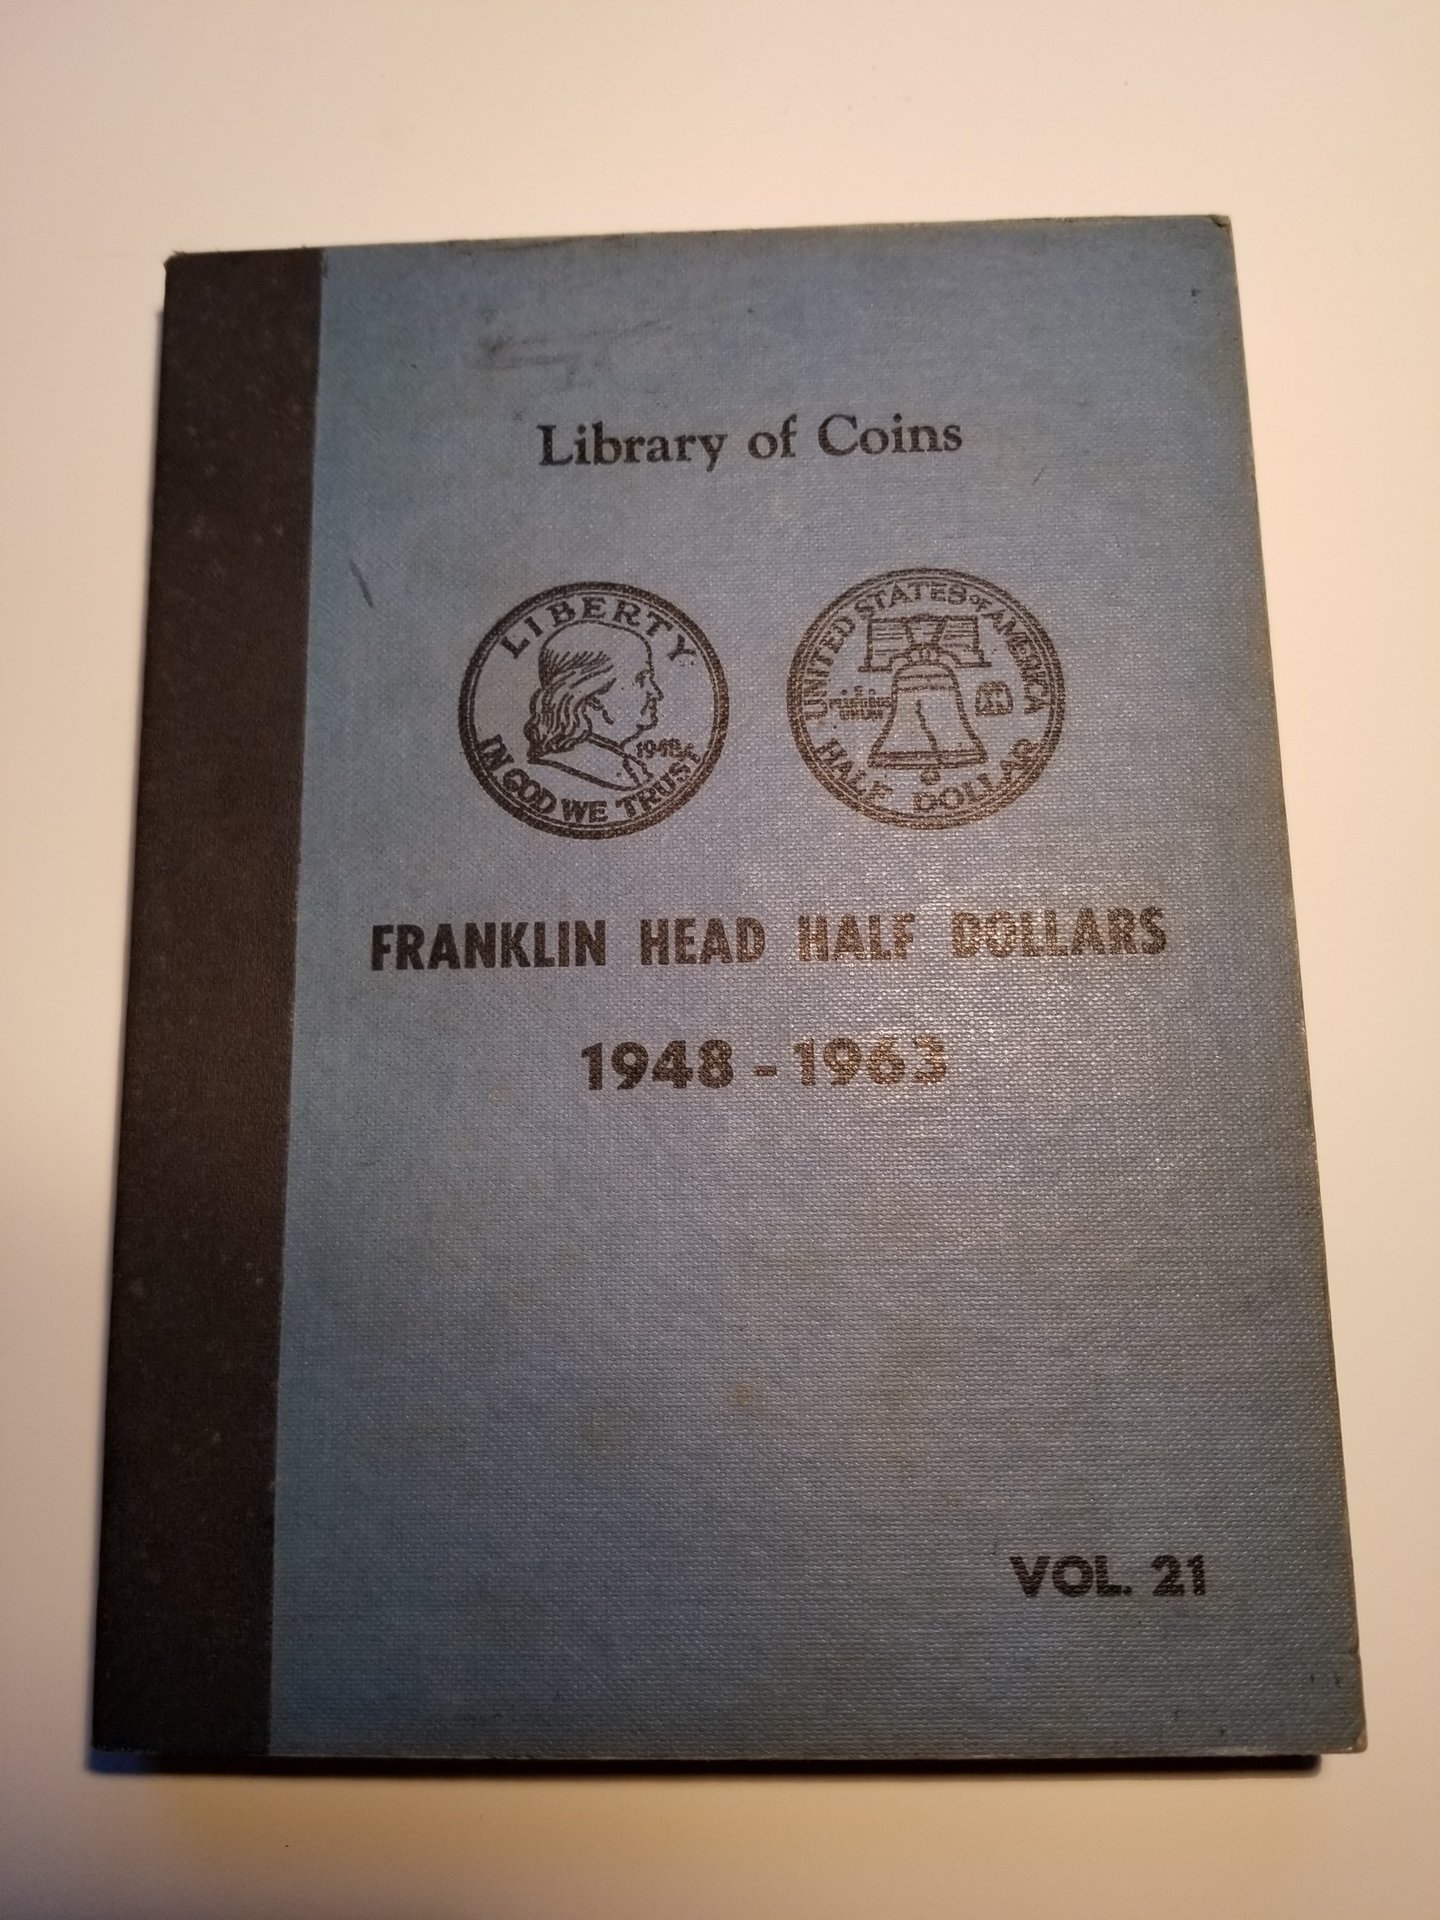 Library of Coins
LIBERTY
IN GOD WE TRUST
1948
UNITED STATES OF AMERICA
HALF DOLLAR
FRANKLIN HEAD HALF DOLLARS
1948 - 1963
VOL. 21